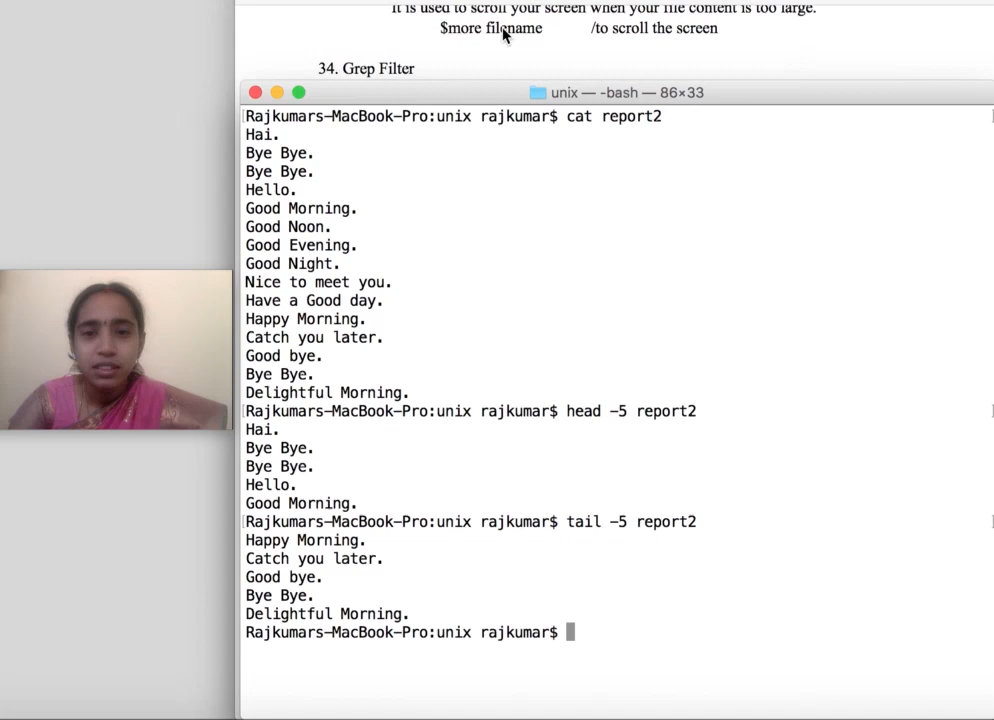 It is used to scroll your screen when your file content is too large.
$more filename /to scroll the screen
34. Grep Filter
unix — -bash — 86×33
Rajkumars-MacBook-Pro:unix rajkumar$ cat report2
Hai.
Bye Bye.
Bye Bye.
Hello.
Good Morning.
Good Noon.
Good Evening.
Good Night.
Nice to meet you.
Have a Good day.
Happy Morning.
Catch you later.
Good bye.
Bye Bye.
Delightful Morning.
Rajkumars-MacBook-Pro:unix rajkumar$ head -5 report2
Hai.
Bye Bye.
Bye Bye.
Hello.
Good Morning.
Rajkumars-MacBook-Pro:unix rajkumar$ tail -5 report2
Happy Morning.
Catch you later.
Good bye.
Bye Bye.
Delightful Morning.
Rajkumars-MacBook-Pro:unix rajkumar$